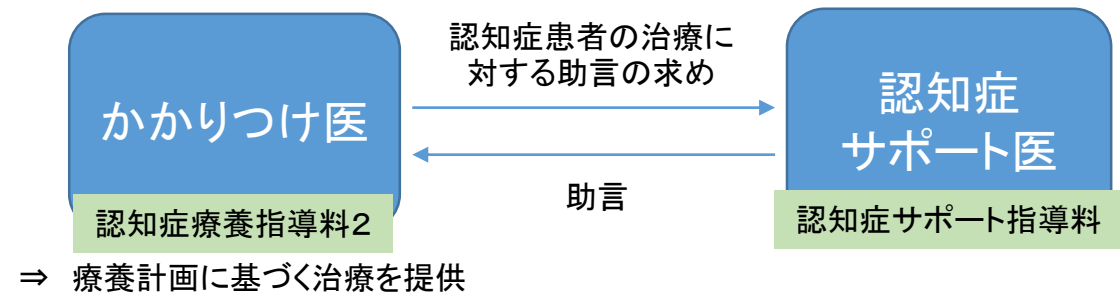 かかりつけ医
認知症患者の治療に
対する助言の求め
認知症
サポート医
助言
認知症療養指導料2
認知症サポート指導料
⇒ 療養計画に基づく治療を提供